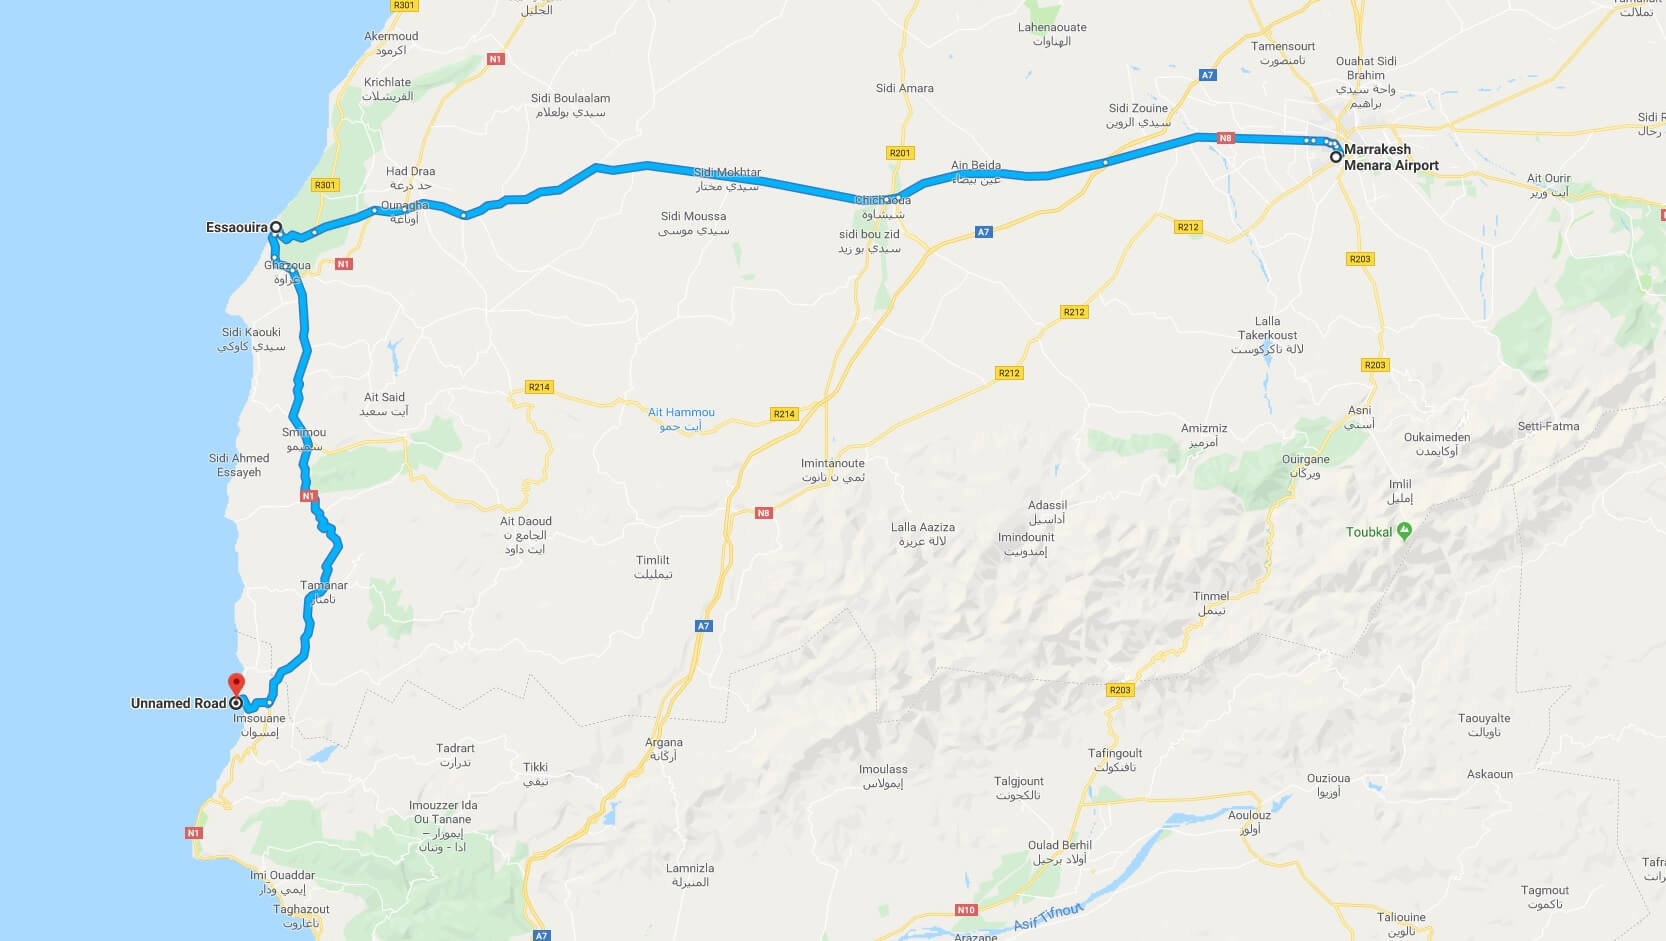 R301
الجليل
تملالت
Akermoud
اكرمود
N1
Lahenaouate
الهناوات
Tamensourt
تامنصورت
Ouahat Sidi
Brahim
واحة سيدي
براهيم
A7
Krichlate
القريشلات
Sidi Boulaalam
سيدي بولعلام
Sidi Amara
Sidi Zouine
سيدي الزوين
Sidi R
رحال
N8
Marrakesh
Menara Airport
R201
Had Draa
حد درعة
Sidi Mokhtar
سيدي مختار
Ain Beida
عين بيضاء
Ait Ourir
آيت ورير
R301
Ounagha
أوناغة
Chichaoua
شيشاوة
Sidi Moussa
سيدي موسى
Essaouira
sidi bou zid
سيدي بو زيد
A7
R212
N1
Ghazoua
غزاوة
R203
R212
Sidi Kaouki
سيدي كاوكي
Lalla
Takerkoust
لالة تاكركوست
R203
R212
R214
Ait Said
آيت سعيد
Ait Hammou
أيت حمو
R214
Asni
أسني
Smimou
سميمو
Amizmiz
أمزميز
Oukaimeden
أوكايمدن
Setti-Fatma
Sidi Ahmed
Essayeh
Imintanoute
ئمي ن تانوت
Ouirgane
ويرگان
N1
Imlil
إمليل
N8
Adassil
أداسيل
Ait Daoud
الجامع ن
ايت داود
Lalla Aaziza
لالة عزيزة
Imindounit
إمیندونیت
Toubkal
Timlilt
تيمليلت
Tamanar
تامنار
Tinmel
تينمل
A7
Unnamed Road
R203
Imsouane
إمسوان
Taouyalte
تاويالت
Tadrart
تدرارت
Argana
أرگانة
Tafingoult
تافنكولت
Tikki
تيقي
Imoulass
إيمولاس
Talgjount
تالكجونت
Ouzioua
أوزيوا
Askaoun
Imouzzer Ida
Ou Tanane
إيموزار –
ادا - وتنان
Aoulouz
أولوز
N1
Oulad Berhil
أولاد برحيل
Imi Ouaddar
إيمي ودار
Lamnizla
المنيزلة
Tafra
Tagmout
تاكموت
Taghazout
تاغازوت
N10
Asif Tifnout
Taliouine
تالوين
A7
Arazane